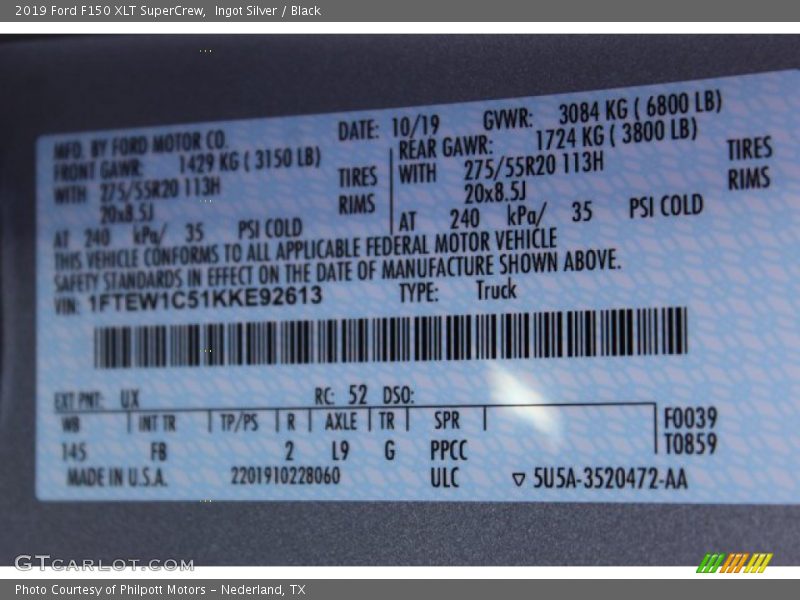 2019 Ford F150 XLT SuperCrew,  Ingot Silver / Black
MFD. BY FORD MOTOR CO.
DATE: 10/19
GVWR: 3084 KG ( 6800 LB)
FRONT GAWR: 1429 KG ( 3150 LB)
REAR GAWR: 1724 KG ( 3800 LB)
WITH 275/55R20 113H TIRES
WITH 275/55R20 113H TIRES
20x8.5J RIMS
20x8.5J RIMS
AT 240 kPa/ 35 PSI COLD
AT 240 kPa/ 35 PSI COLD
THIS VEHICLE CONFORMS TO ALL APPLICABLE FEDERAL MOTOR VEHICLE
SAFETY STANDARDS IN EFFECT ON THE DATE OF MANUFACTURE SHOWN ABOVE.
VIN: 1FTEW1C51KKE92613 TYPE: Truck
EXT PNT: UX RC: 52 DSO:
WB INT TR TP/PS R AXLE TR SPR F0039
145 FB 2 L9 G PPCC T0859
MADE IN U.S.A. 2201910228060 ULC ▽ 5U5A-3520472-AA
GTCARLOT.COM
Photo Courtesy of Philpott Motors - Nederland, TX